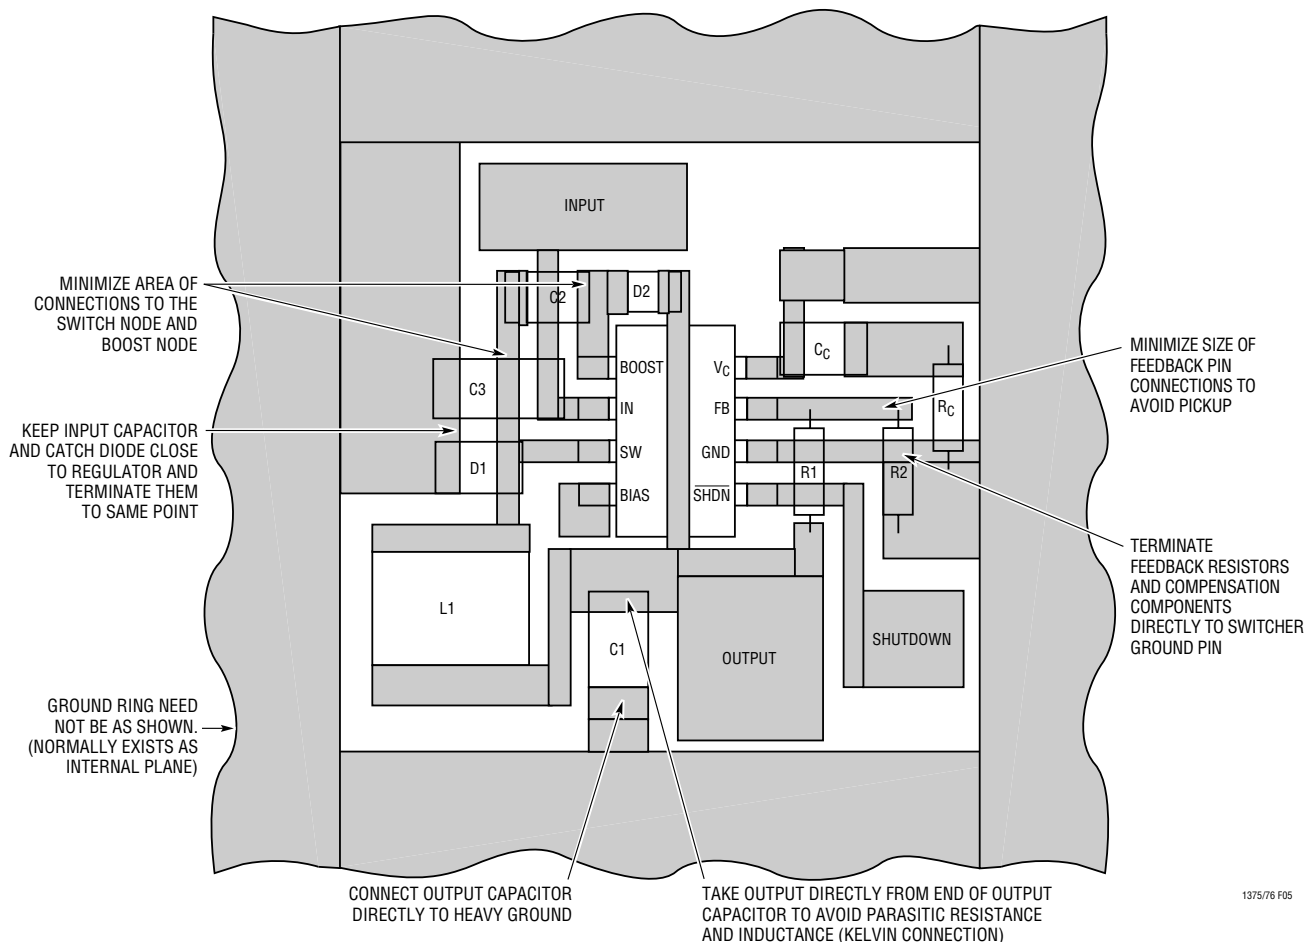 INPUT
MINIMIZE AREA OF
CONNECTIONS TO THE
SWITCH NODE AND
BOOST NODE
C2
D2
BOOST
IN
SW
BIAS
VC
FB
GND
SHDN
CC
RC
C3
D1
R1
R2
MINIMIZE SIZE OF
FEEDBACK PIN
CONNECTIONS TO
AVOID PICKUP
KEEP INPUT CAPACITOR
AND CATCH DIODE CLOSE
TO REGULATOR AND
TERMINATE THEM
TO SAME POINT
TERMINATE
FEEDBACK RESISTORS
AND COMPENSATION
COMPONENTS
DIRECTLY TO SWITCHER
GROUND PIN
L1
C1
OUTPUT
SHUTDOWN
GROUND RING NEED
NOT BE AS SHOWN.
(NORMALLY EXISTS AS
INTERNAL PLANE)
CONNECT OUTPUT CAPACITOR
DIRECTLY TO HEAVY GROUND
TAKE OUTPUT DIRECTLY FROM END OF OUTPUT
CAPACITOR TO AVOID PARASITIC RESISTANCE
AND INDUCTANCE (KELVIN CONNECTION)
1375/76 F05